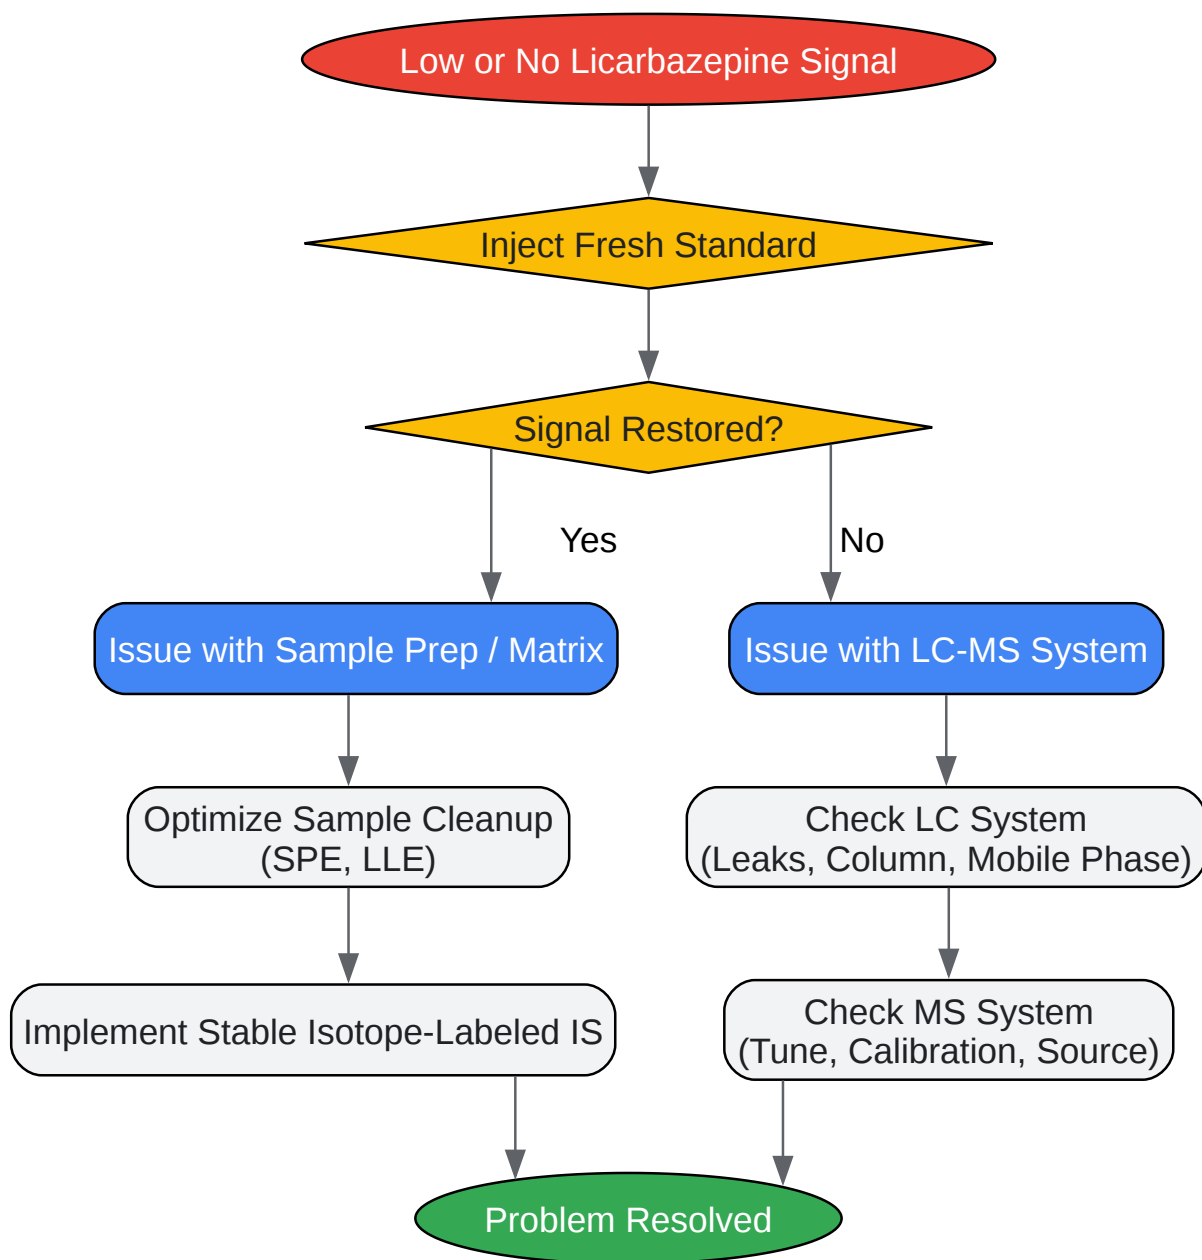 Low or No Licarbazepine Signal
Inject Fresh Standard
Signal Restored?
Yes
No
Issue with Sample Prep / Matrix
Issue with LC-MS System
Optimize Sample Cleanup
(SPE, LLE)
Check LC System
(Leaks, Column, Mobile Phase)
Implement Stable Isotope-Labeled IS
Check MS System
(Tune, Calibration, Source)
Problem Resolved